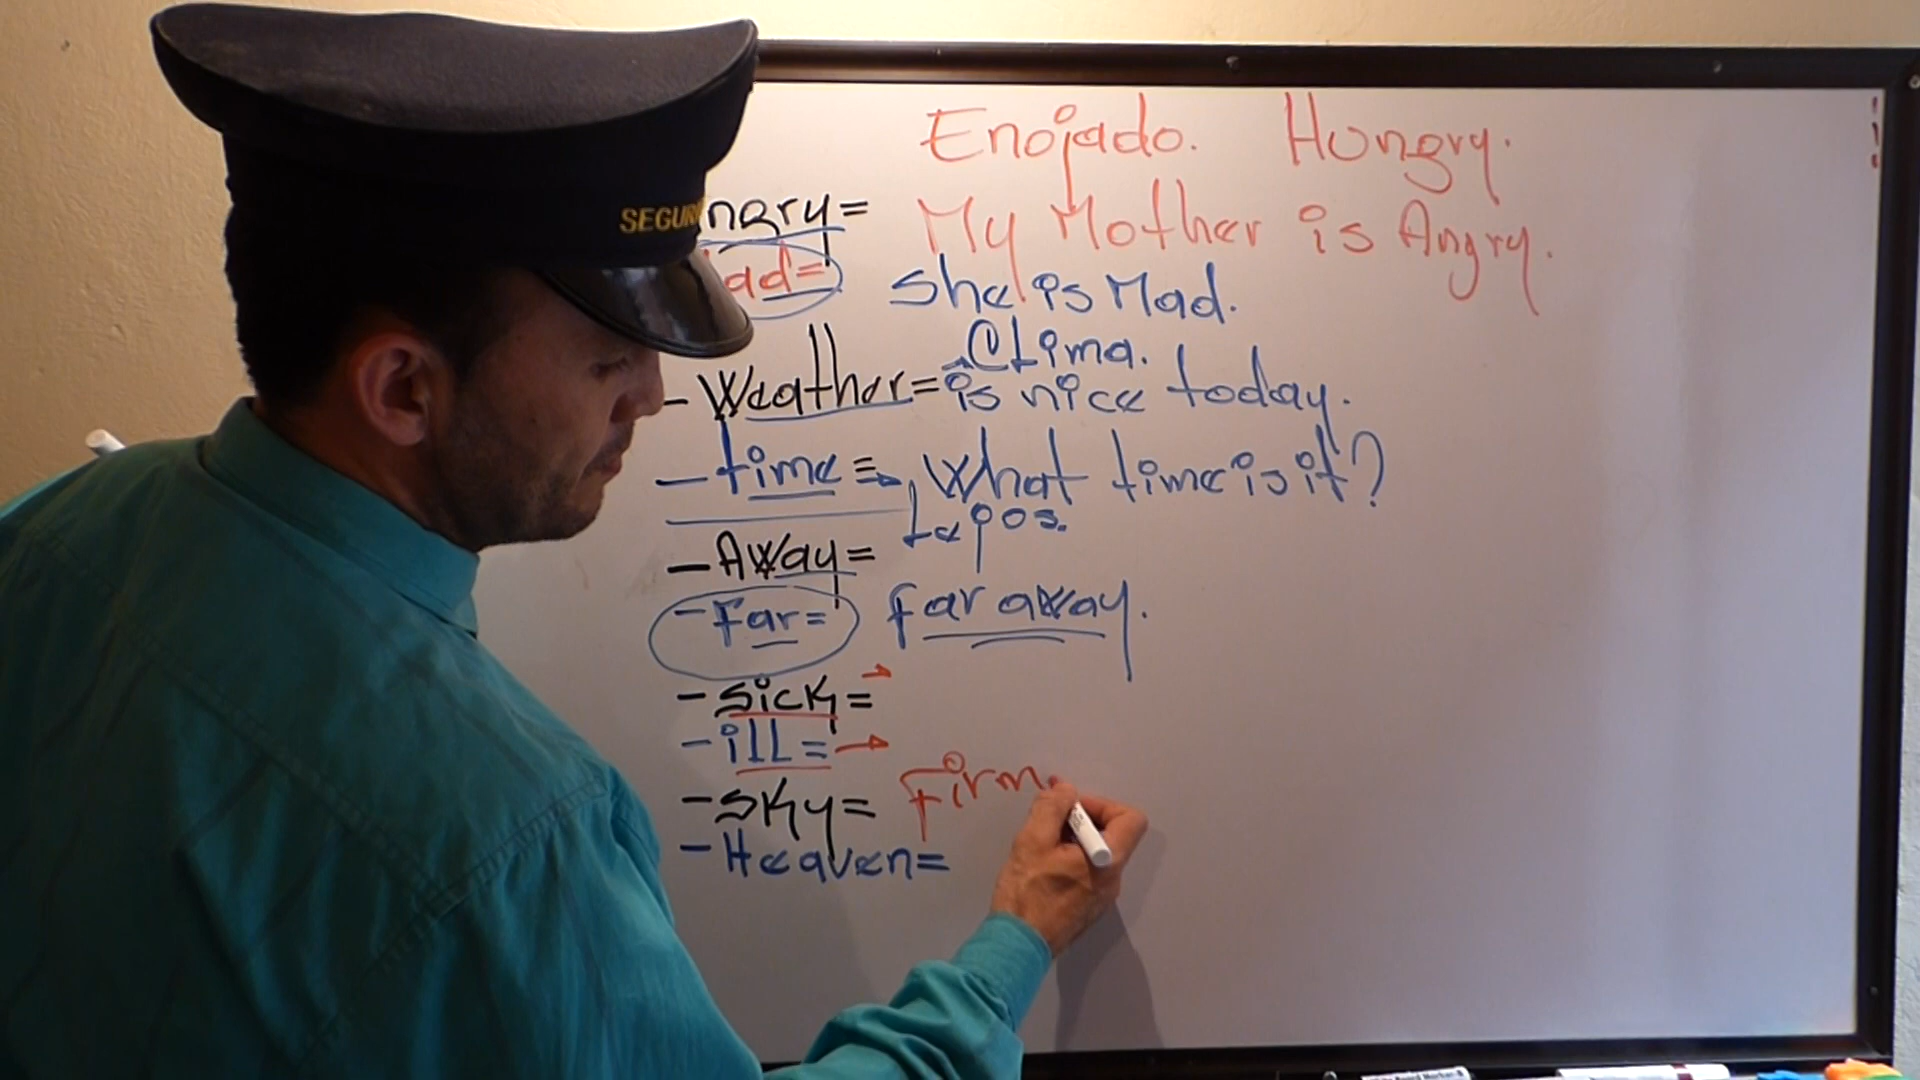 SEGUR
Enojado. Hungry.
ngry= My Mother is Angry.
ad= She is Mad.
Clima.
- Weather= is nice today.
- time = What time is it?
Lejos.
- Away=
- Far= far away.
- Sick=
- ill=
- Sky= Firm
- Heaven=